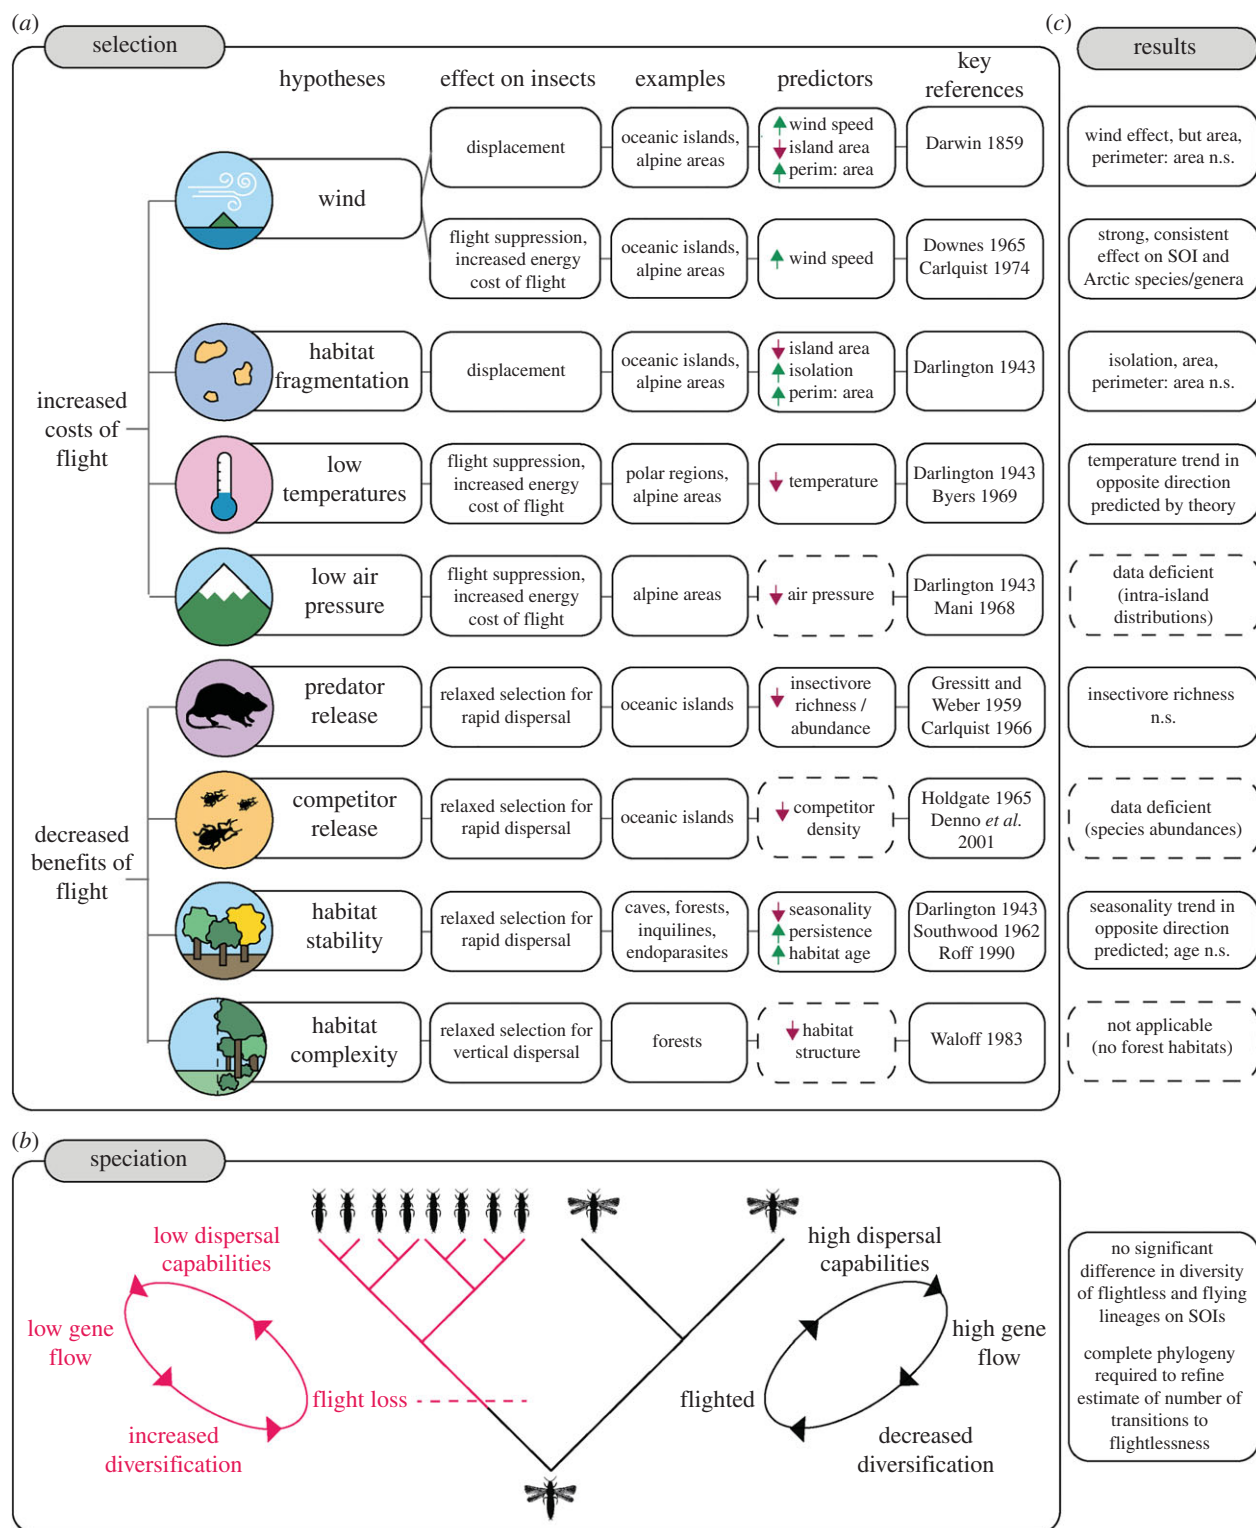 (a)
selection
(c)
results
hypotheses
effect on insects
examples
predictors
key
references
increased
costs of
flight
wind
displacement
oceanic islands,
alpine areas
wind speed
island area
perim: area
Darwin 1859
wind effect, but area,
perimeter: area n.s.
flight suppression,
increased energy
cost of flight
oceanic islands,
alpine areas
wind speed
Downes 1965
Carlquist 1974
strong, consistent
effect on SOI and
Arctic species/genera
habitat
fragmentation
displacement
oceanic islands,
alpine areas
island area
isolation
perim: area
Darlington 1943
isolation, area,
perimeter: area n.s.
low
temperatures
flight suppression,
increased energy
cost of flight
polar regions,
alpine areas
temperature
Darlington 1943
Byers 1969
temperature trend in
opposite direction
predicted by theory
low air
pressure
flight suppression,
increased energy
cost of flight
alpine areas
air pressure
Darlington 1943
Mani 1968
data deficient
(intra-island
distributions)
decreased
benefits of
flight
predator
release
relaxed selection for
rapid dispersal
oceanic islands
insectivore
richness /
abundance
Gressitt and
Weber 1959
Carlquist 1966
insectivore richness
n.s.
competitor
release
relaxed selection for
rapid dispersal
oceanic islands
competitor
density
Holdgate 1965
Denno et al.
2001
data deficient
(species abundances)
habitat
stability
relaxed selection for
rapid dispersal
caves, forests,
inquilines,
endoparasites
seasonality
persistence
habitat age
Darlington 1943
Southwood 1962
Roff 1990
seasonality trend in
opposite direction
predicted; age n.s.
habitat
complexity
relaxed selection for
vertical dispersal
forests
habitat
structure
Waloff 1983
not applicable
(no forest habitats)
(b)
speciation
low dispersal
capabilities
low gene
flow
increased
diversification
flight loss
high dispersal
capabilities
high gene
flow
flighted
decreased
diversification
no significant
difference in diversity
of flightless and flying
lineages on SOIs
complete phylogeny
required to refine
estimate of number of
transitions to
flightlessness